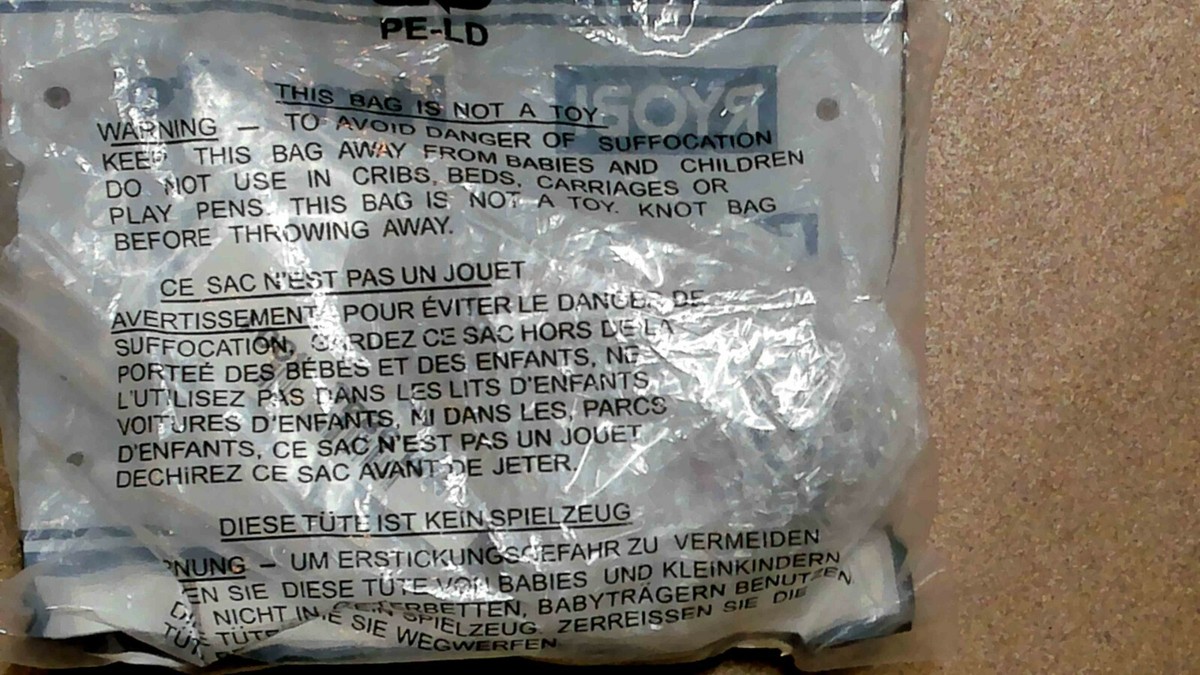 PE-LD
RYOBI
THIS BAG IS NOT A TOY
WARNING — TO AVOID DANGER OF SUFFOCATION
KEEP THIS BAG AWAY FROM BABIES AND CHILDREN
DO NOT USE IN CRIBS, BEDS, CARRIAGES OR
PLAY PENS. THIS BAG IS NOT A TOY. KNOT BAG
BEFORE THROWING AWAY.
CE SAC N'EST PAS UN JOUET
AVERTISSEMENT POUR ÉVITER LE DANGER DE
SUFFOCATION, GARDEZ CE SAC HORS DE LA
PORTEÉ DES BÉBÉS ET DES ENFANTS, NE
L'UTILISEZ PAS DANS LES LITS D'ENFANTS
VOITURES D'ENFANTS, NI DANS LES, PARCS
D'ENFANTS, CE SAC N'EST PAS UN JOUET
DECHiREZ CE SAC AVANT DE JETER.
DIESE TÜTE IST KEIN SPIELZEUG
RNUNG — UM ERSTICKUNGSGEFAHR ZU VERMEIDEN
EN SIE DIESE TÜTE VON BABIES UND KLEINKINDERN
NICHT IN BETTEN, BABYTRÄGERN BENUTZEN
TÜTE SPIELZEUG. ZERREISSEN SIE DIE
TÜT E SIE WEGWERFEN